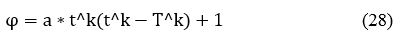 φ = a * t^k(t^k − T^k) + 1 (28)